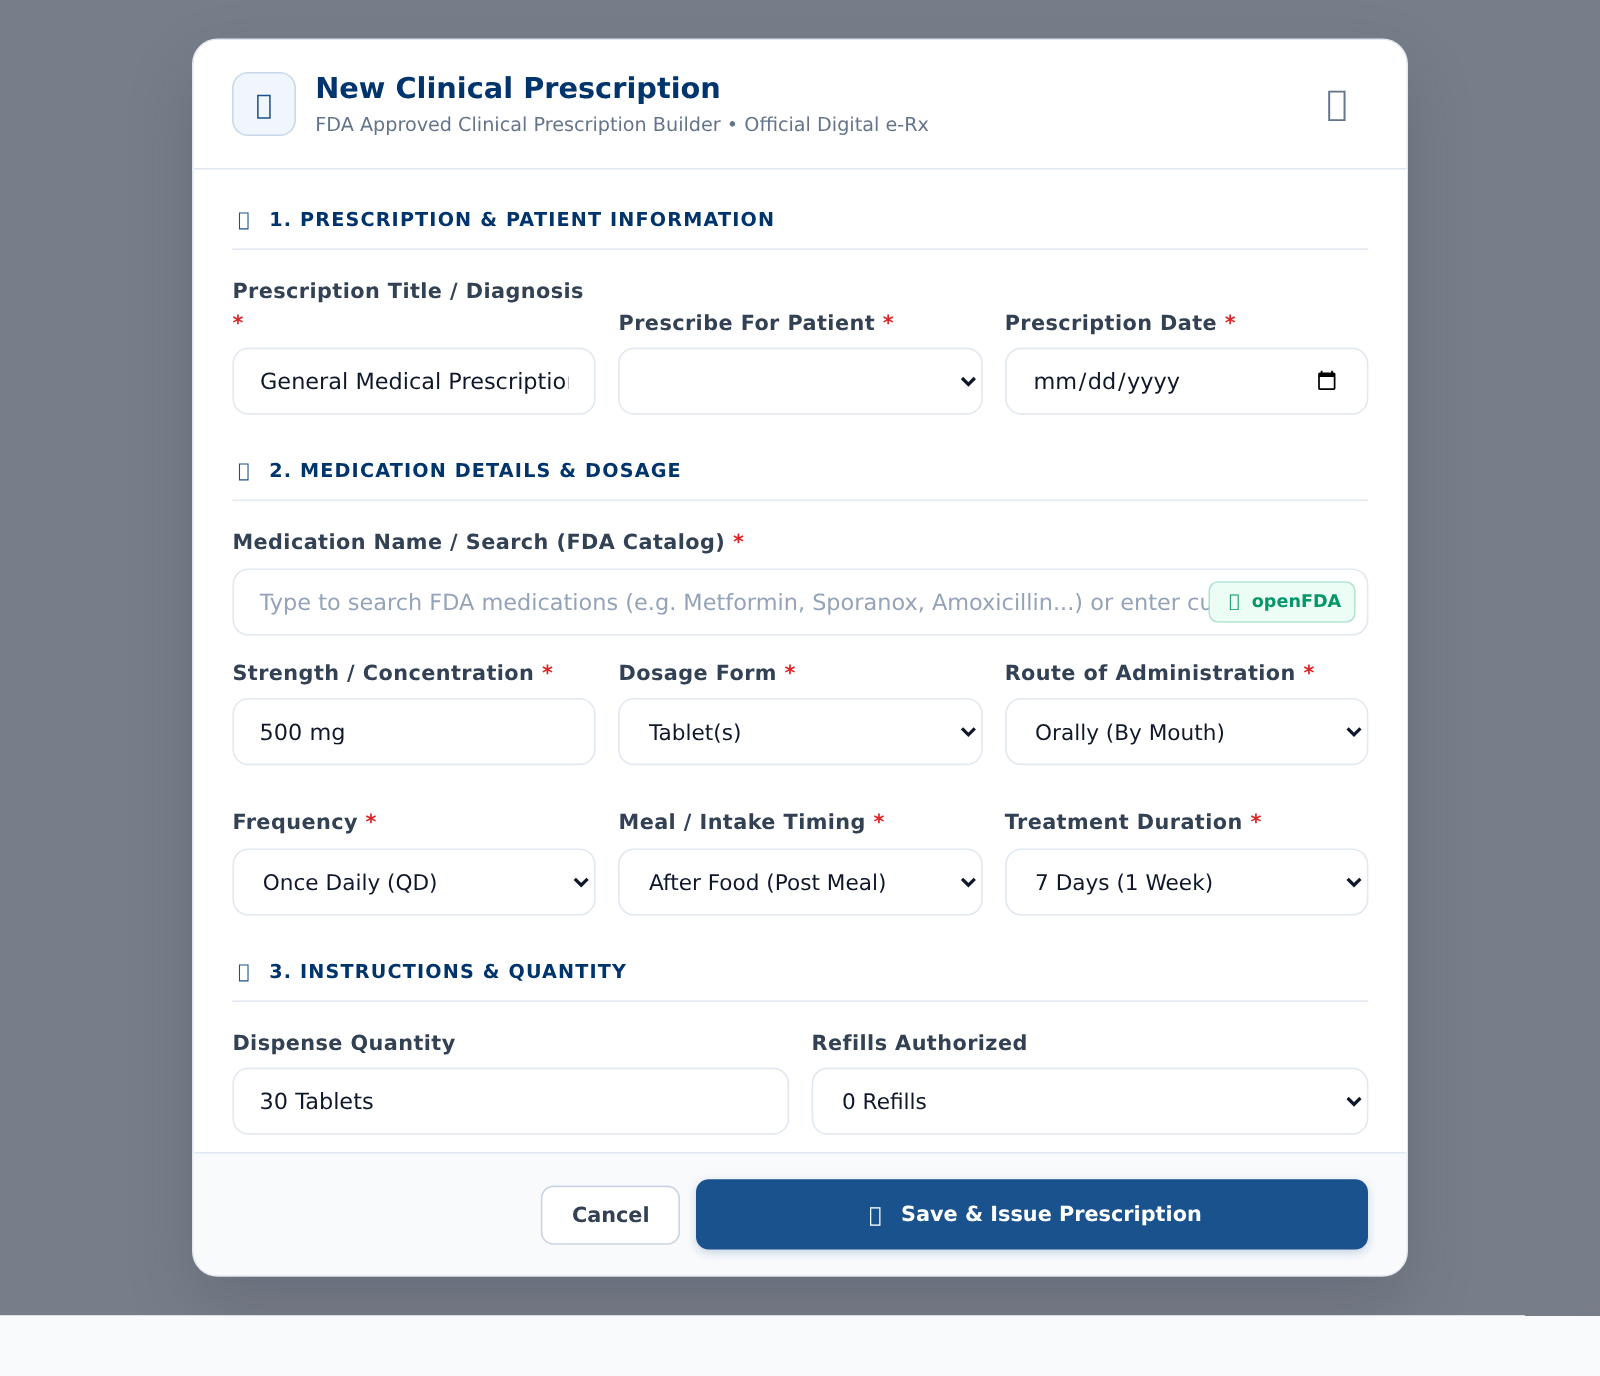 New Clinical Prescription
FDA Approved Clinical Prescription Builder • Official Digital e-Rx
1. PRESCRIPTION & PATIENT INFORMATION
Prescription Title / Diagnosis
*
Prescribe For Patient *
Prescription Date *
General Medical Prescription
mm/dd/yyyy
2. MEDICATION DETAILS & DOSAGE
Medication Name / Search (FDA Catalog) *
Type to search FDA medications (e.g. Metformin, Sporanox, Amoxicillin...) or enter cu
openFDA
Strength / Concentration *
Dosage Form *
Route of Administration *
500 mg
Tablet(s)
Orally (By Mouth)
Frequency *
Meal / Intake Timing *
Treatment Duration *
Once Daily (QD)
After Food (Post Meal)
7 Days (1 Week)
3. INSTRUCTIONS & QUANTITY
Dispense Quantity
Refills Authorized
30 Tablets
0 Refills
Cancel
Save & Issue Prescription